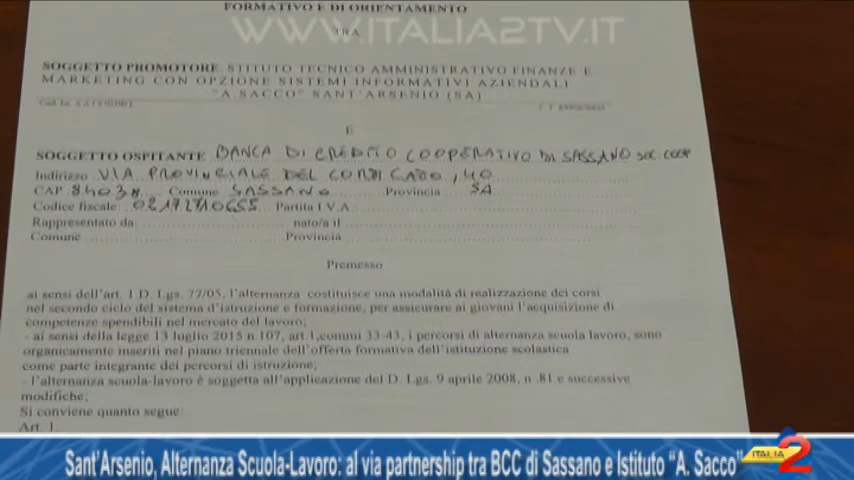 FORMATIVO E DI ORIENTAMENTO
WWW.ITALIA2TV.IT
TRA
SOGGETTO PROMOTORE STITUTO TECNICO AMMINISTRATIVO FINANZE E
MARKETING CON OPZIONE SISTEMI INFORMATIVI AZIENDALI
"A.SACCO" SANT'ARSENIO (SA)
E
SOGGETTO OSPITANTE BANCA DI CREDITO COOPERATIVO DI SASSANO SOC. COOP
Indirizzo VIA PROVINCIALE DEL CORTICATO, 40
CAP 84038 Comune SASSANO Provincia SA
Codice fiscale: 02172710655 Partita I.V.A.
Rappresentato da: nato/a il
Comune Provincia
Premesso
ai sensi dell'art. 1 D. Lgs. 77/05, l'alternanza costituisce una modalità di realizzazione dei corsi
nel secondo ciclo del sistema d'istruzione e formazione, per assicurare ai giovani l'acquisizione di
competenze spendibili nel mercato del lavoro;
- ai sensi della legge 13 luglio 2015 n.107, art.1,commi 33-43, i percorsi di alternanza scuola lavoro, sono
organicamente inseriti nel piano triennale dell'offerta formativa dell'istituzione scolastica
come parte integrante dei percorsi di istruzione;
- l'alternanza scuola-lavoro è soggetta all'applicazione del D. Lgs. 9 aprile 2008, n .81 e successive
modifiche;
Si conviene quanto segue:
Art. 1.
Sant'Arsenio, Alternanza Scuola-Lavoro: al via partnership tra BCC di Sassano e Istituto "A. Sacco"
ITALIA 2